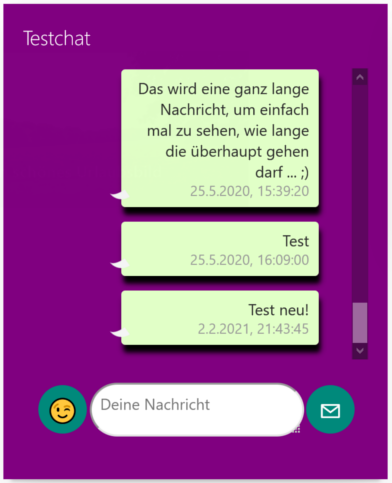 Testchat
Das wird eine ganz lange
Nachricht, um einfach
mal zu sehen, wie lange
die überhaupt gehen
darf ... ;)
25.5.2020, 15:39:20
Test
25.5.2020, 16:09:00
Test neu!
2.2.2021, 21:43:45
Deine Nachricht